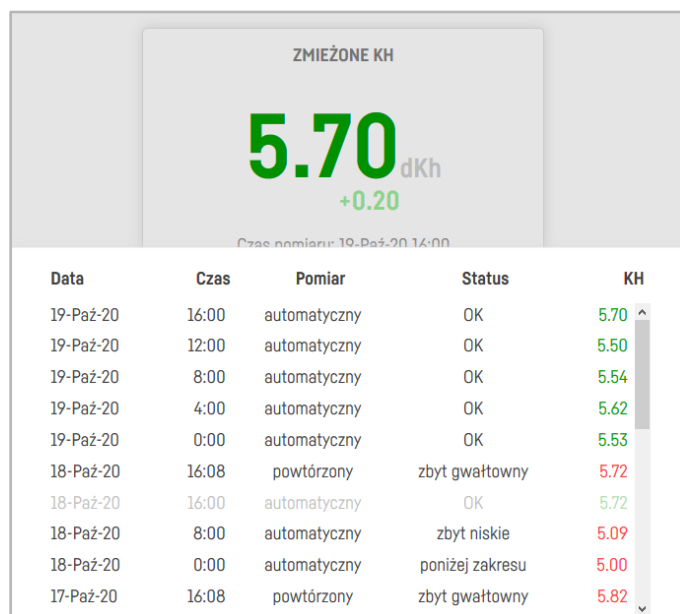 ZMIEŻONE KH
5.70 dKh
+0.20
Czas pomiaru: 19-Paź-20 16:00
Data Czas Pomiar Status KH
19-Paź-20 16:00 automatyczny OK 5.70
19-Paź-20 12:00 automatyczny OK 5.50
19-Paź-20 8:00 automatyczny OK 5.54
19-Paź-20 4:00 automatyczny OK 5.62
19-Paź-20 0:00 automatyczny OK 5.53
18-Paź-20 16:08 powtórzony zbyt gwałtowny 5.72
18-Paź-20 16:00 automatyczny OK 5.72
18-Paź-20 8:00 automatyczny zbyt niskie 5.09
18-Paź-20 0:00 automatyczny poniżej zakresu 5.00
17-Paź-20 16:08 powtórzony zbyt gwałtowny 5.82